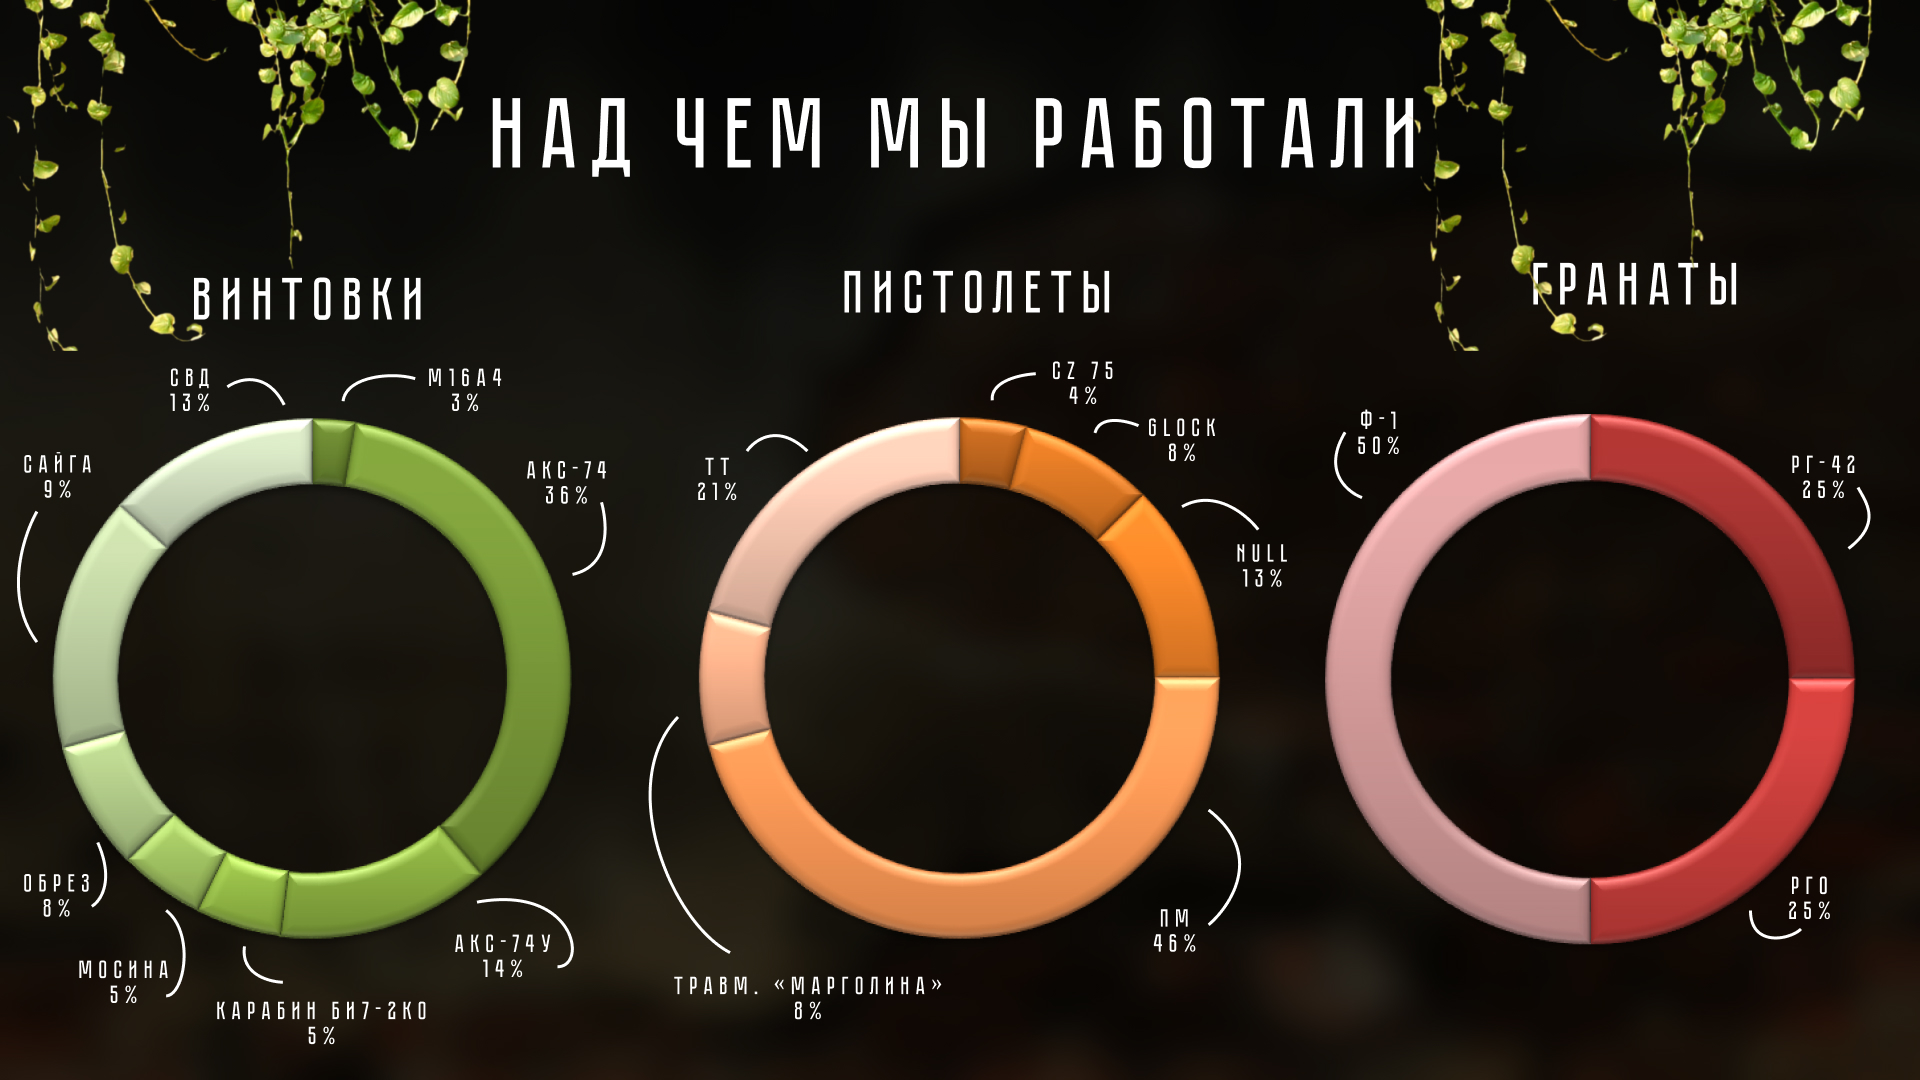 НАД ЧЕМ МЫ РАБОТАЛИ
ВИНТОВКИ
СВД
13%
М16А4
3%
САЙГА
9%
АКС-74
36%
ОБРЕЗ
8%
МОСИНА
5%
КАРАБИН БИ7-2КО
5%
АКС-74У
14%
ПИСТОЛЕТЫ
CZ 75
4%
GLOCK
8%
ТТ
21%
NULL
13%
ПМ
46%
ТРАВМ. «МАРГОЛИНА»
8%
ГРАНАТЫ
Ф-1
50%
РГ-42
25%
РГО
25%